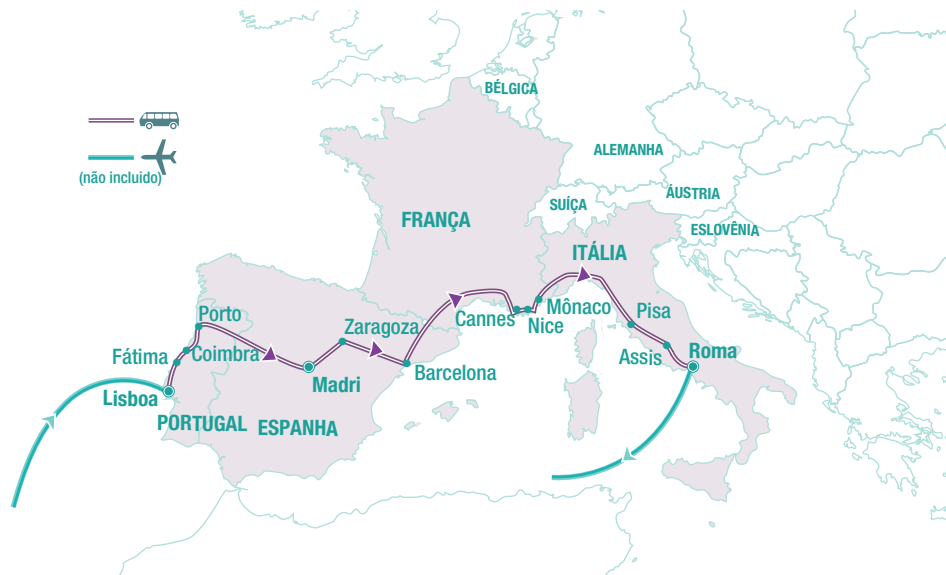 BÉLGICA
(não incluido)
ALEMANHA
SUÍÇA
ÁUSTRIA
FRANÇA
ESLOVÊNIA
ITÁLIA
Porto
Zaragoza
Cannes
Nice
Mônaco
Pisa
Fátima
Coimbra
Assis
Roma
Lisboa
Madri
Barcelona
PORTUGAL
ESPANHA